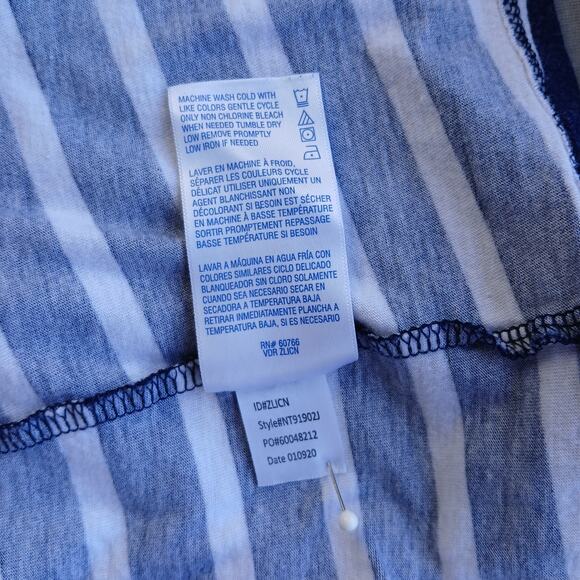 MACHINE WASH COLD WITH
LIKE COLORS GENTLE CYCLE
ONLY NON CHLORINE BLEACH
WHEN NEEDED TUMBLE DRY
LOW REMOVE PROMPTLY
LOW IRON IF NEEDED
LAVER EN MACHINE À FROID,
SÉPARER LES COULEURS CYCLE
DÉLICAT UTILISER UNIQUEMENT UN
AGENT BLANCHISSANT NON
DÉCOLORANT SI BESOIN EST SÉCHER
EN MACHINE À BASSE TEMPÉRATURE
SORTIR PROMPTEMENT REPASSAGE
BASSE TEMPÉRATURE SI BESOIN
LAVAR A MÁQUINA EN AGUA FRÍA CON
COLORES SIMILARES CICLO DELICADO
BLANQUEADOR SIN CLORO SOLAMENTE
CUANDO SEA NECESARIO SECAR EN
SECADORA A TEMPERATURA BAJA
RETIRAR INMEDIATAMENTE PLANCHA A
TEMPERATURA BAJA, SI ES NECESARIO
RN# 60766
VDR ZLICN
ID#ZLICN
Style#NT91902J
PO#60048212
Date 010920